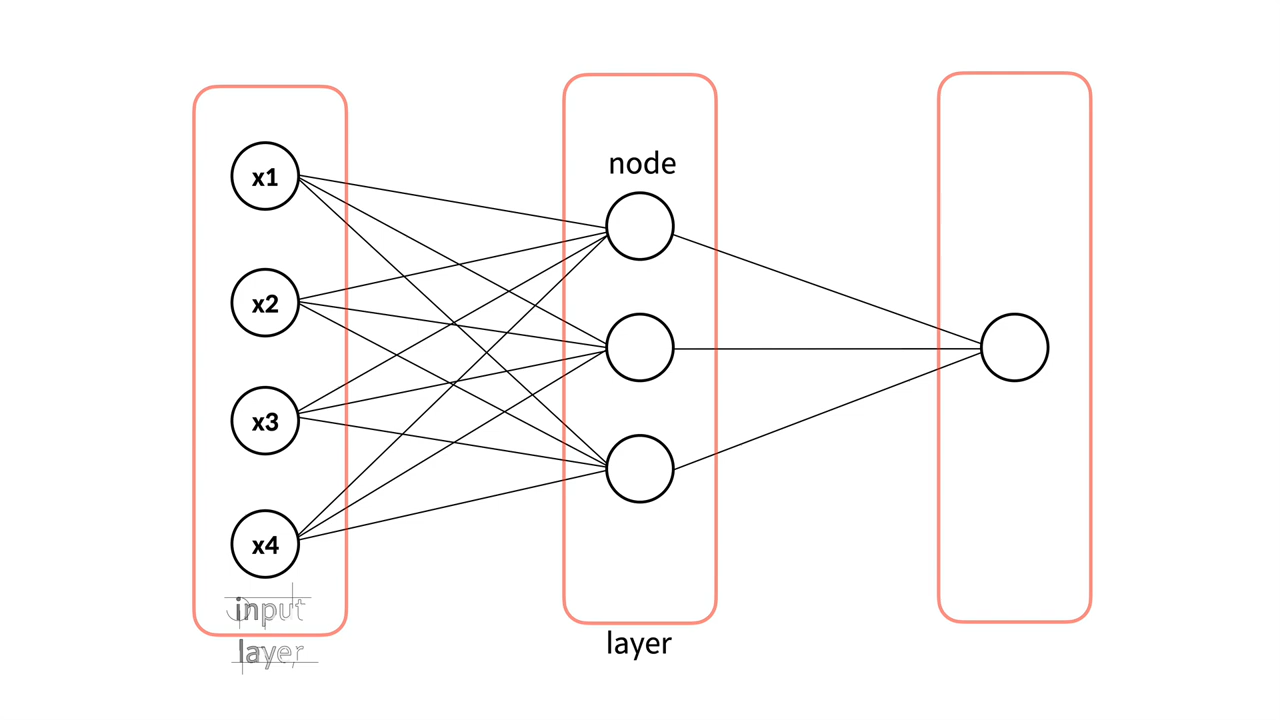 node
x1
x2
x3
x4
input
layer
layer